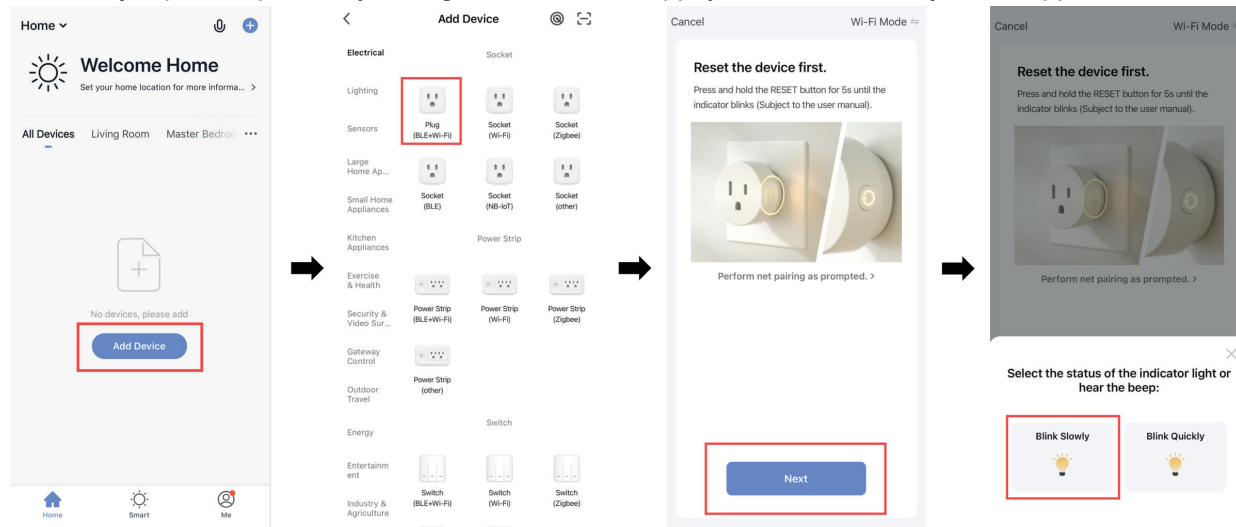 Home
Welcome Home
Set your home location for more informa... >
All Devices Living Room Master Bedroo ...
No devices, please add
Add Device
Home Smart Me
Add Device
Electrical
Lighting
Sensors
Large
Home Ap...
Small Home
Appliances
Kitchen
Appliances
Exercise
& Health
Security &
Video Sur...
Gateway
Control
Outdoor
Travel
Energy
Entertainm
ent
Industry &
Agriculture
Socket
Plug
(BLE+Wi-Fi)
Socket
(Wi-Fi)
Socket
(Zigbee)
Socket
(BLE)
Socket
(NB-IoT)
Socket
(other)
Power Strip
Power Strip
(BLE+Wi-Fi)
Power Strip
(Wi-Fi)
Power Strip
(Zigbee)
Power Strip
(other)
Switch
Switch
(BLE+Wi-Fi)
Switch
(Wi-Fi)
Switch
(Zigbee)
Cancel Wi-Fi Mode
Reset the device first.
Press and hold the RESET button for 5s until the
indicator blinks (Subject to the user manual).
Perform net pairing as prompted. >
Next
Cancel Wi-Fi Mode
Reset the device first.
Press and hold the RESET button for 5s until the
indicator blinks (Subject to the user manual).
Perform net pairing as prompted. >
Select the status of the indicator light or
hear the beep:
Blink Slowly Blink Quickly